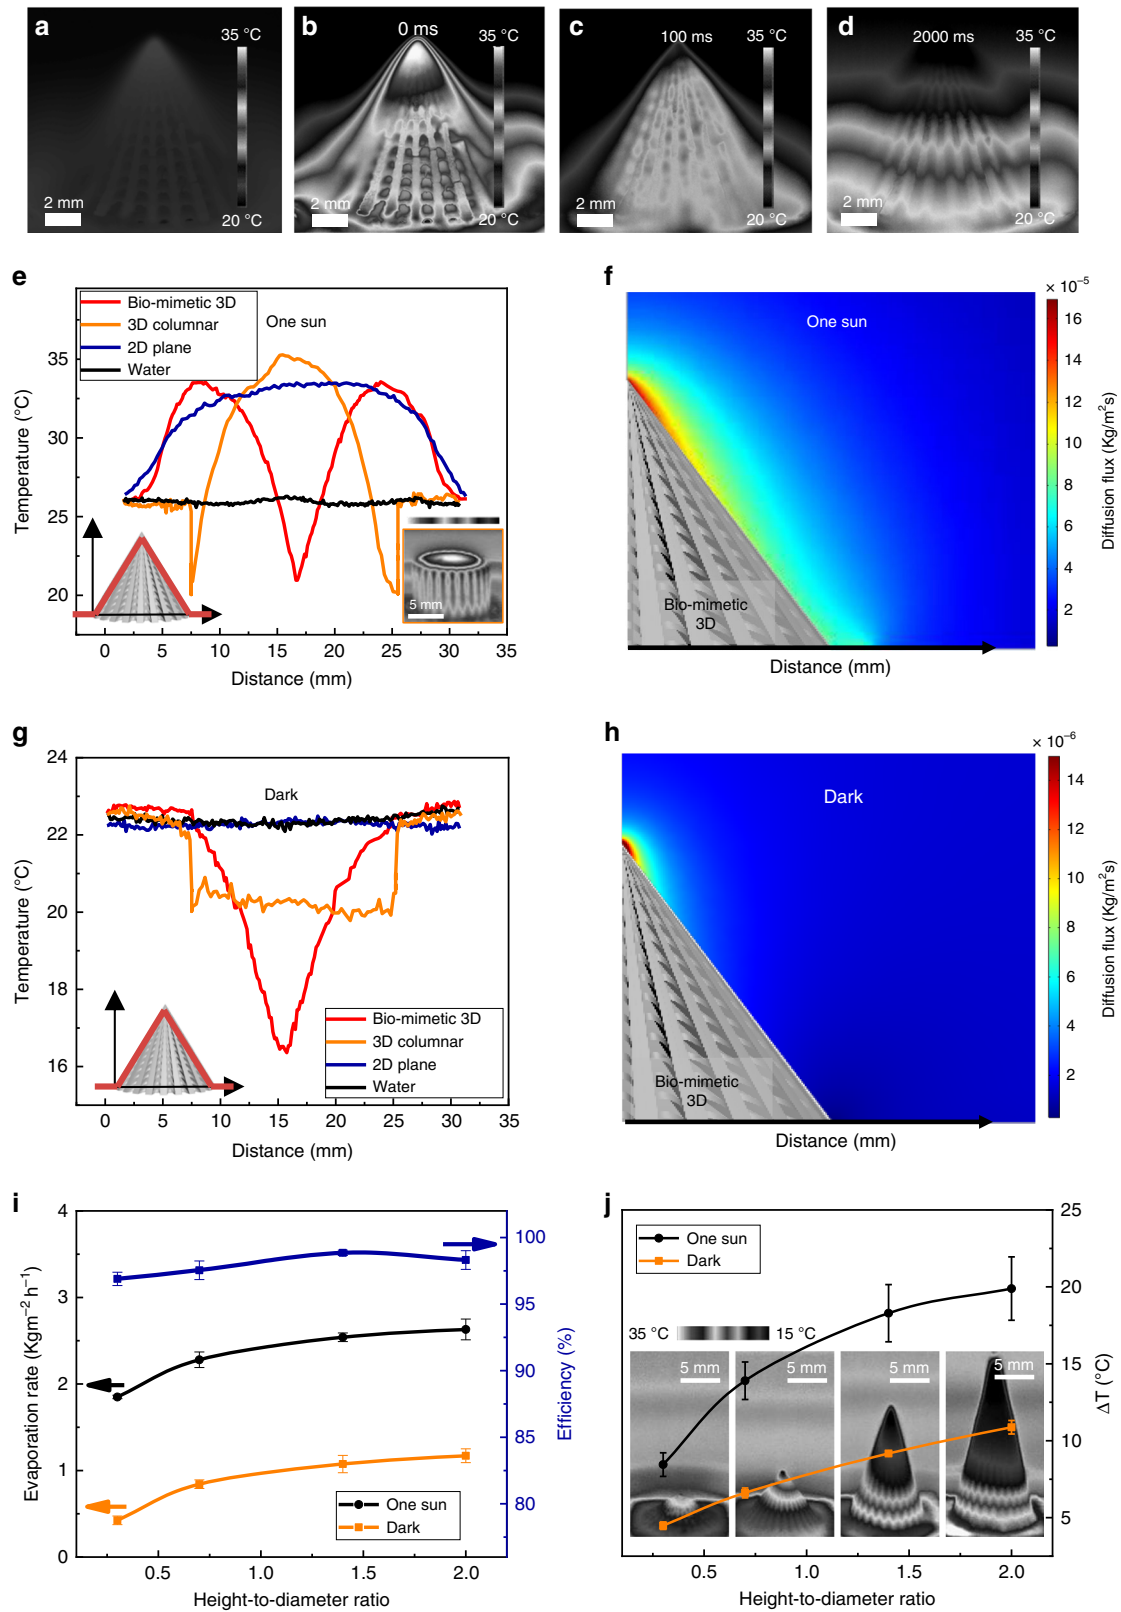 a
35 °C
20 °C
2 mm
b
0 ms
35 °C
20 °C
2 mm
c
100 ms
35 °C
20 °C
2 mm
d
2000 ms
35 °C
20 °C
2 mm
e
Bio-mimetic 3D
3D columnar
2D plane
Water
One sun
Temperature (°C)
35
30
25
20
5 mm
0 5 10 15 20 25 30 35
Distance (mm)
f
One sun
Bio-mimetic
3D
Distance (mm)
× 10⁻⁵
16
14
12
10
8
6
4
2
Diffusion flux (Kg/m²s)
g
Dark
Temperature (°C)
24
22
20
18
16
Bio-mimetic 3D
3D columnar
2D plane
Water
0 5 10 15 20 25 30 35
Distance (mm)
h
Dark
Bio-mimetic
3D
Distance (mm)
× 10⁻⁶
14
12
10
8
6
4
2
Diffusion flux (Kg/m²s)
i
Evaporation rate (Kgm⁻² h⁻¹)
4
3
2
1
0
100
95
90
85
80
Efficiency (%)
One sun
Dark
0.5 1.0 1.5 2.0
Height-to-diameter ratio
j
One sun
Dark
35 °C
15 °C
5 mm
5 mm
5 mm
5 mm
25
20
15
10
5
ΔT (°C)
0.5 1.0 1.5 2.0
Height-to-diameter ratio